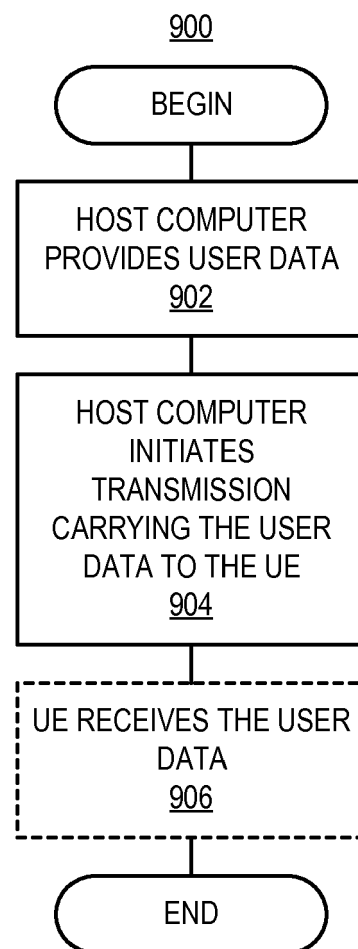 900
BEGIN
HOST COMPUTER
PROVIDES USER DATA
902
HOST COMPUTER
INITIATES
TRANSMISSION
CARRYING THE USER
DATA TO THE UE
904
UE RECEIVES THE USER
DATA
906
END